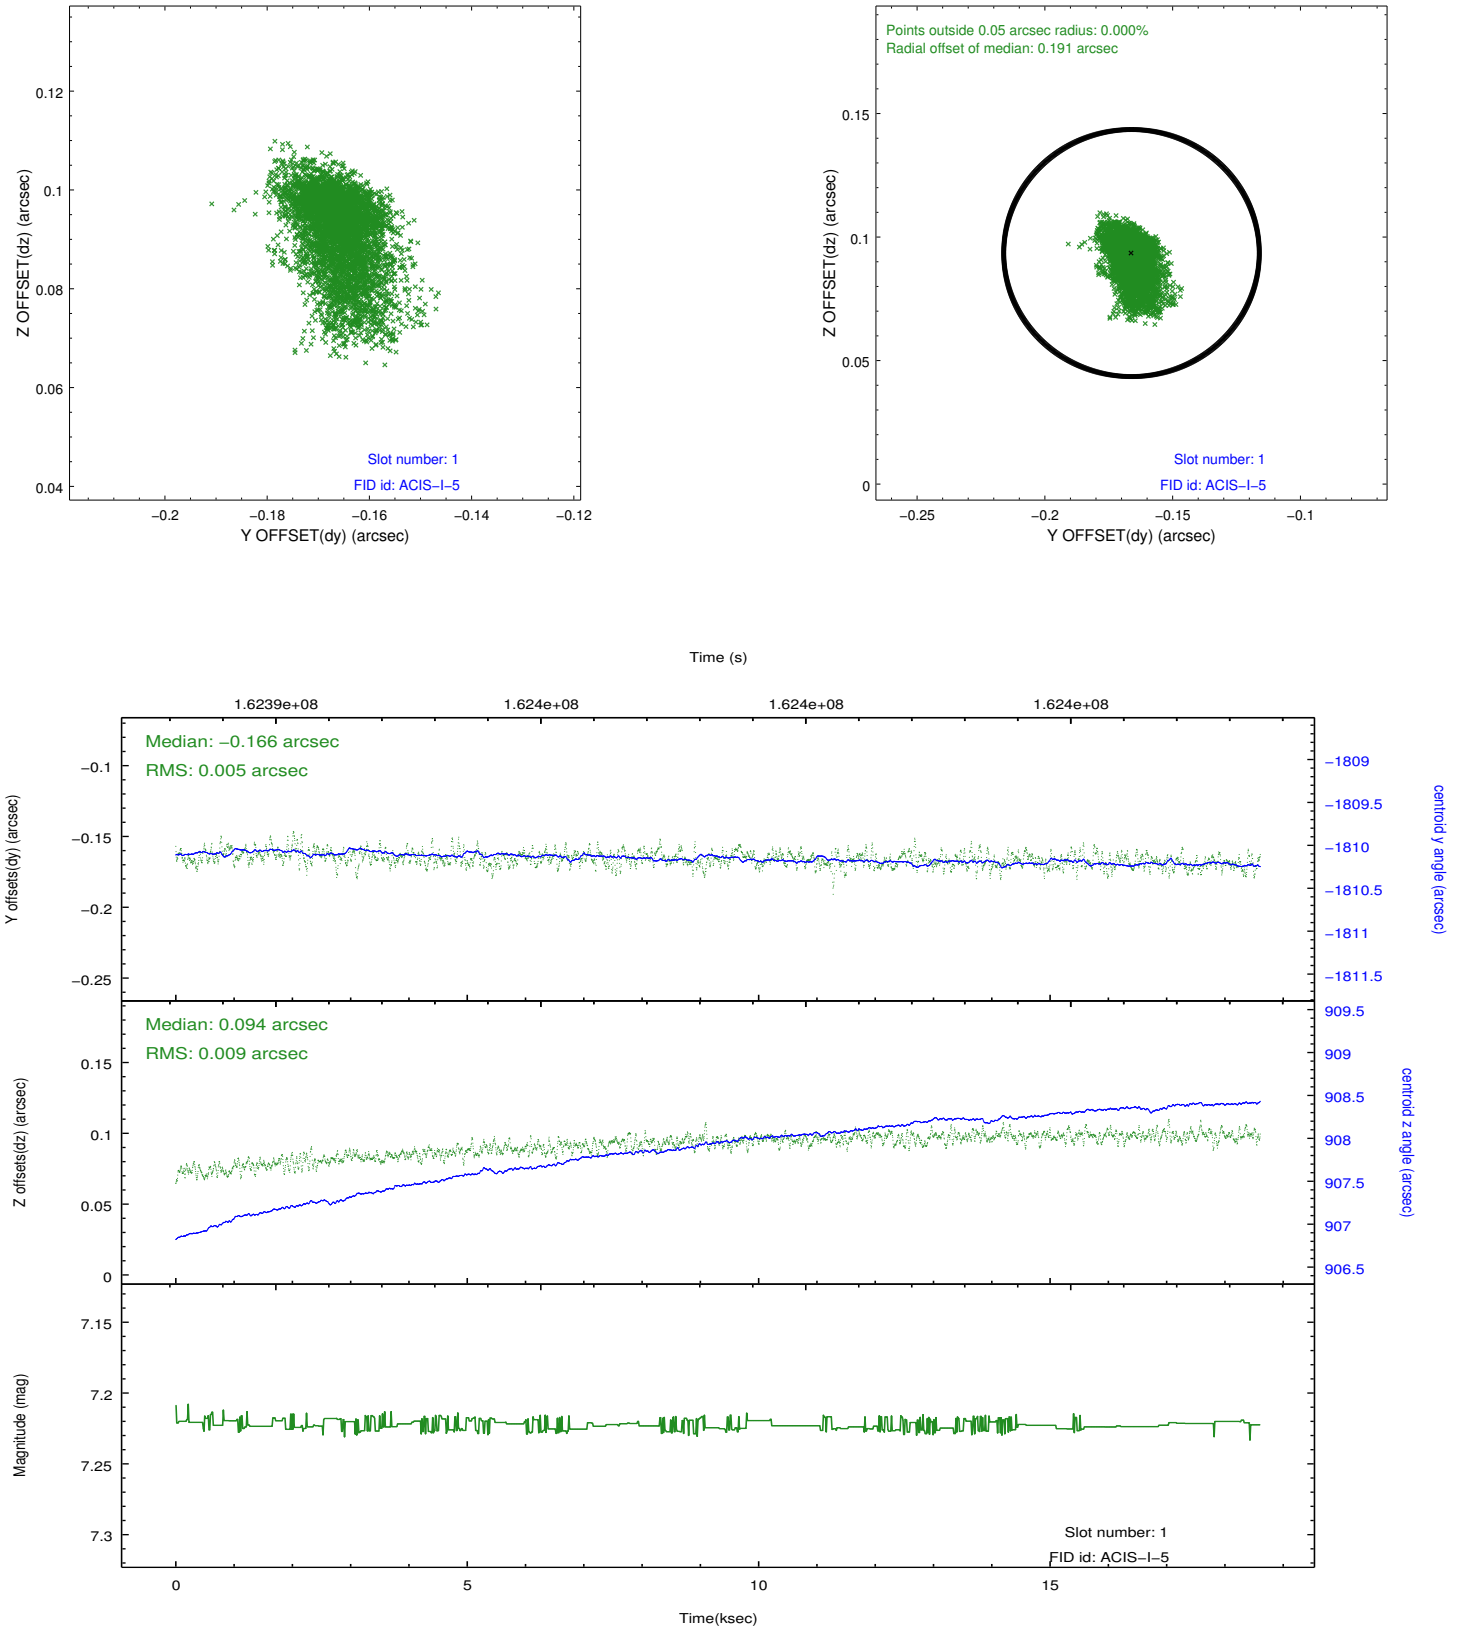 0.12
0.1
0.08
0.06
0.04
Z OFFSET(dz) (arcsec)
Slot number: 1
FID id: ACIS−I−5
−0.2 −0.18 −0.16 −0.14 −0.12
Y OFFSET(dy) (arcsec)
Points outside 0.05 arcsec radius: 0.000%
Radial offset of median: 0.191 arcsec
0.15
0.1
0.05
0
Z OFFSET(dz) (arcsec)
Slot number: 1
FID id: ACIS−I−5
−0.25 −0.2 −0.15 −0.1
Y OFFSET(dy) (arcsec)
Time (s)
1.6239e+08 1.624e+08 1.624e+08 1.624e+08
Median: −0.166 arcsec
RMS: 0.005 arcsec
−0.1
−0.15
−0.2
−0.25
Y offsets(dy) (arcsec)
−1809
−1809.5
−1810
−1810.5
−1811
−1811.5
centroid y angle (arcsec)
Median: 0.094 arcsec
RMS: 0.009 arcsec
0.15
0.1
0.05
0
Z offsets(dz) (arcsec)
909.5
909
908.5
908
907.5
907
906.5
centroid z angle (arcsec)
7.15
7.2
7.25
7.3
Magnitude (mag)
Slot number: 1
FID id: ACIS−I−5
0 5 10 15
Time(ksec)